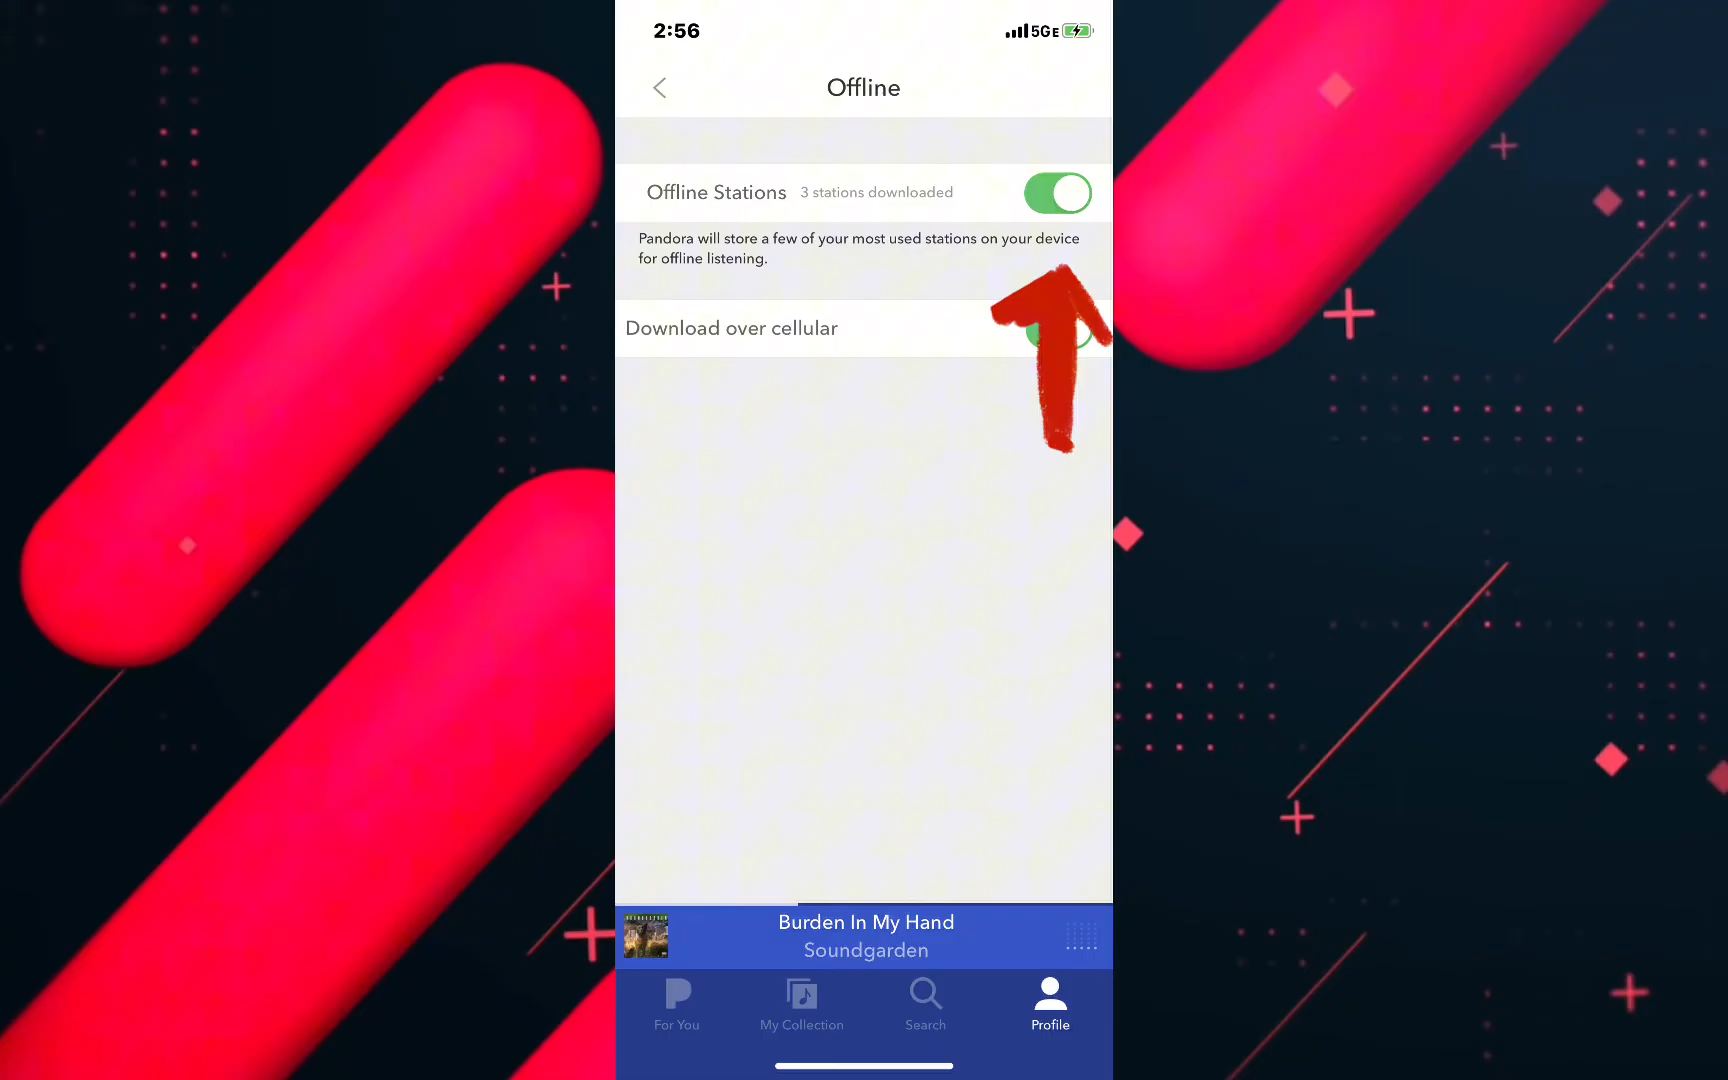 2:56
5GE
Offline
Offline Stations 3 stations downloaded
Pandora will store a few of your most used stations on your device
for offline listening.
Download over cellular
Burden In My Hand
Soundgarden
For You
My Collection
Search
Profile